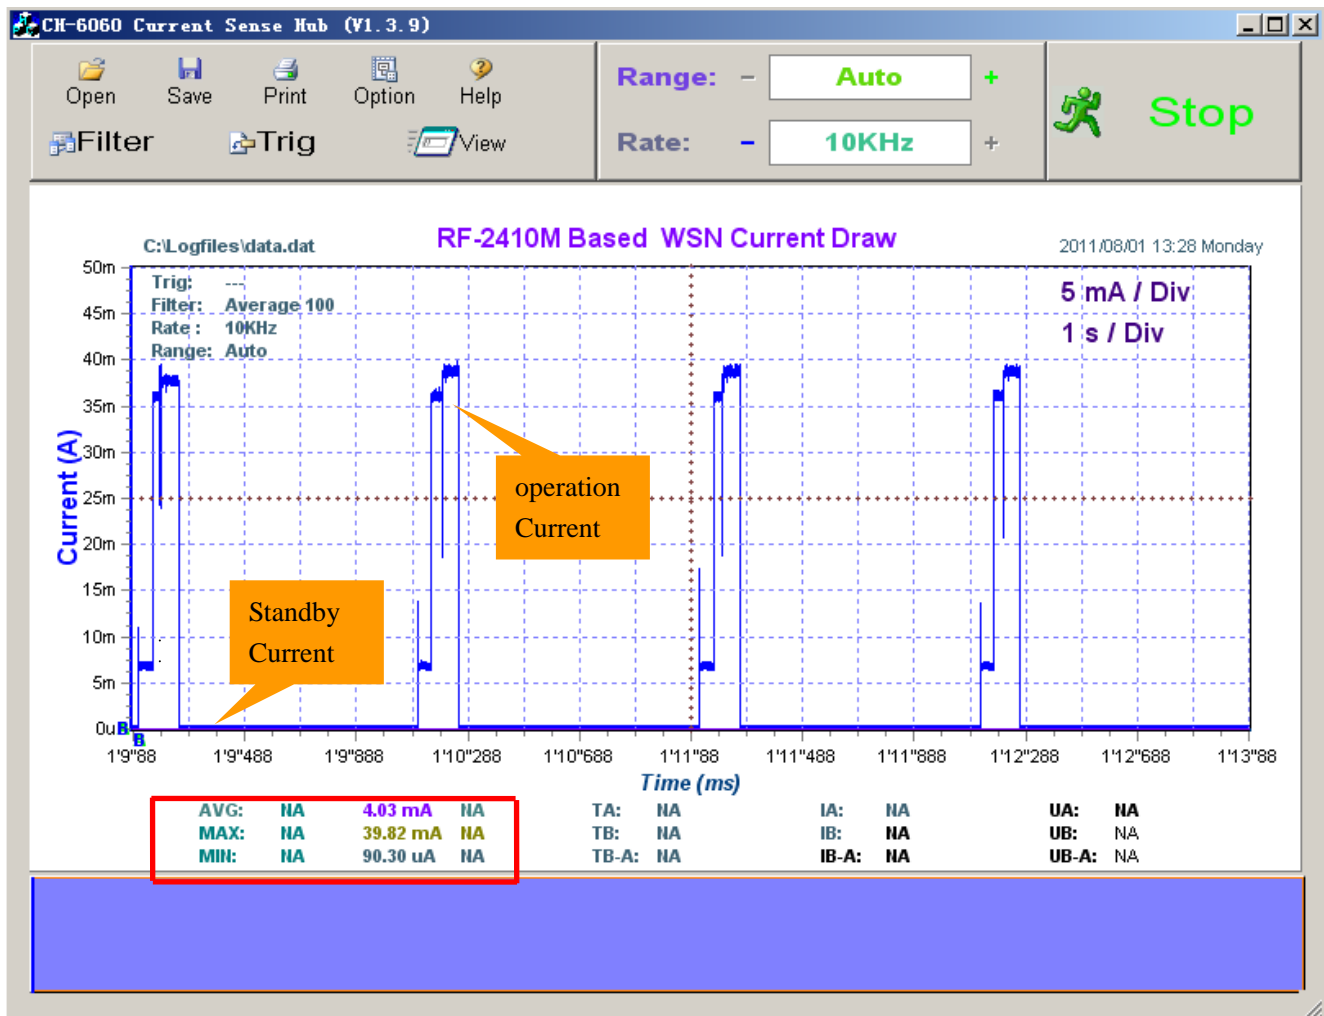 CH-6060 Current Sense Hub (V1.3.9)
Open Save Print Option Help
Filter Trig View
Range: - Auto +
Rate: - 10KHz +
Stop
C:\Logfiles\data.dat
RF-2410M Based WSN Current Draw
2011/08/01 13:28 Monday
Trig: ---
Filter: Average 100
Rate : 10KHz
Range: Auto
5 mA / Div
1 s / Div
Current (A)
50m
45m
40m
35m
30m
25m
20m
15m
10m
5m
0u
B
B
operation
Current
Standby
Current
1'9"88 1'9"488 1'9"888 1'10"288 1'10"688 1'11"88 1'11"488 1'11"888 1'12"288 1'12"688 1'13"88
Time (ms)
AVG: NA 4.03 mA NA TA: NA IA: NA UA: NA
MAX: NA 39.82 mA NA TB: NA IB: NA UB: NA
MIN: NA 90.30 uA NA TB-A: NA IB-A: NA UB-A: NA